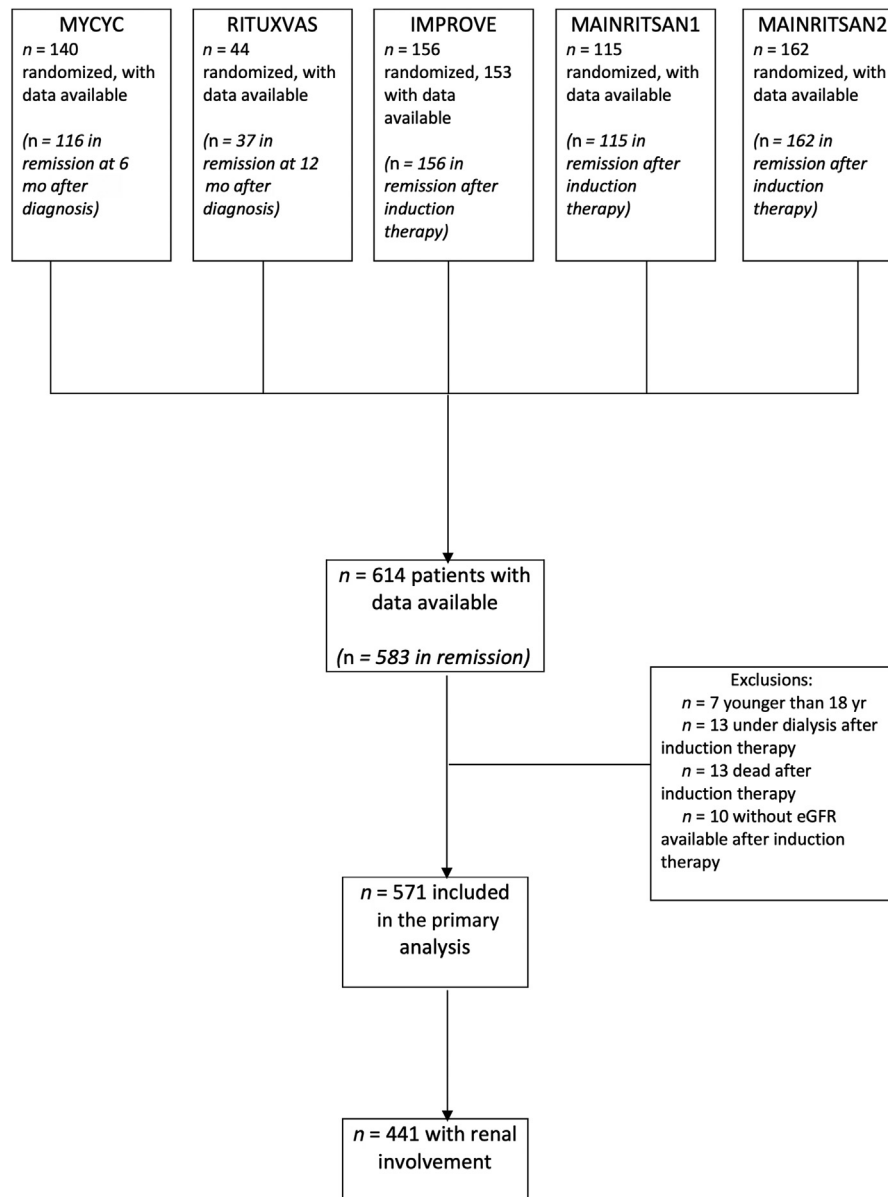 MYCYC
n = 140
randomized, with
data available
(n = 116 in
remission at 6
mo after
diagnosis)
RITUXVAS
n = 44
randomized, with
data available
(n = 37 in
remission at 12
mo after
diagnosis)
IMPROVE
n = 156
randomized, 153
with data
available
(n = 156 in
remission after
induction
therapy)
MAINRITSAN1
n = 115
randomized, with
data available
(n = 115 in
remission after
induction
therapy)
MAINRITSAN2
n = 162
randomized, with
data available
(n = 162 in
remission after
induction
therapy)
n = 614 patients with
data available
(n = 583 in remission)
Exclusions:
n = 7 younger than 18 yr
n = 13 under dialysis after
induction therapy
n = 13 dead after
induction therapy
n = 10 without eGFR
available after induction
therapy
n = 571 included
in the primary
analysis
n = 441 with renal
involvement